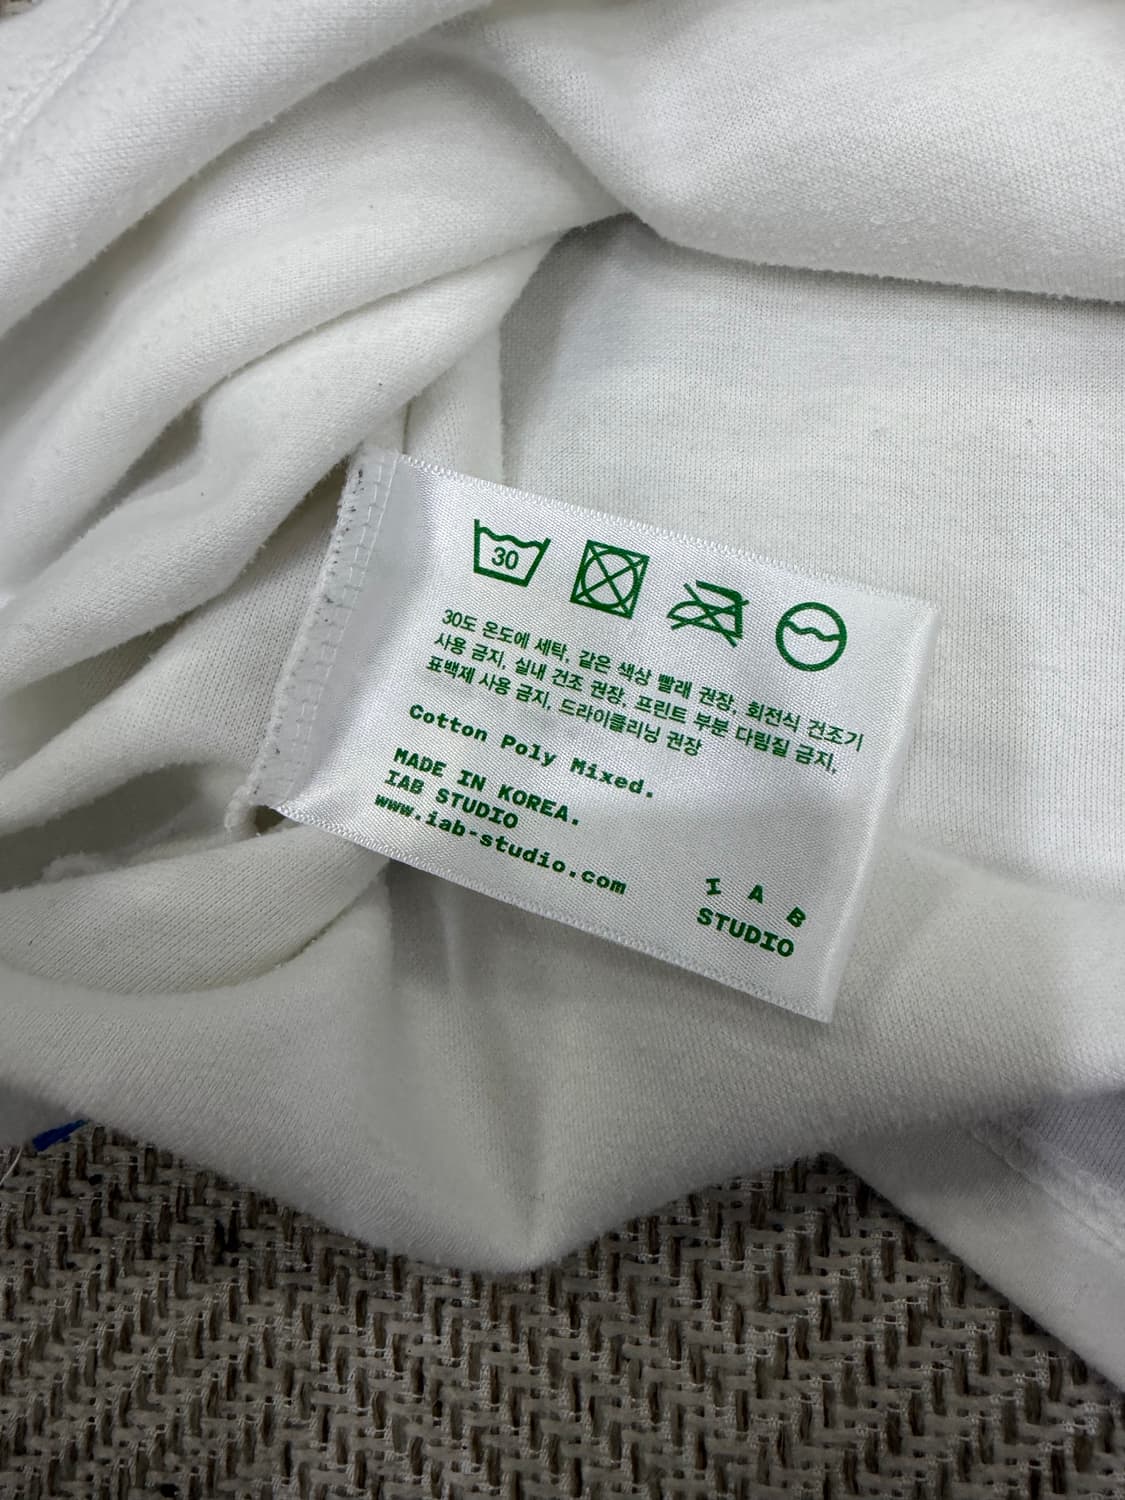 30
30도 온도에 세탁, 같은 색상 빨래 권장, 회전식 건조기
사용 금지, 실내 건조 권장, 프린트 부분 다림질 금지,
표백제 사용 금지, 드라이클리닝 권장
Cotton Poly Mixed.
MADE IN KOREA.
IAB STUDIO
www.iab-studio.com
I A B
STUDIO